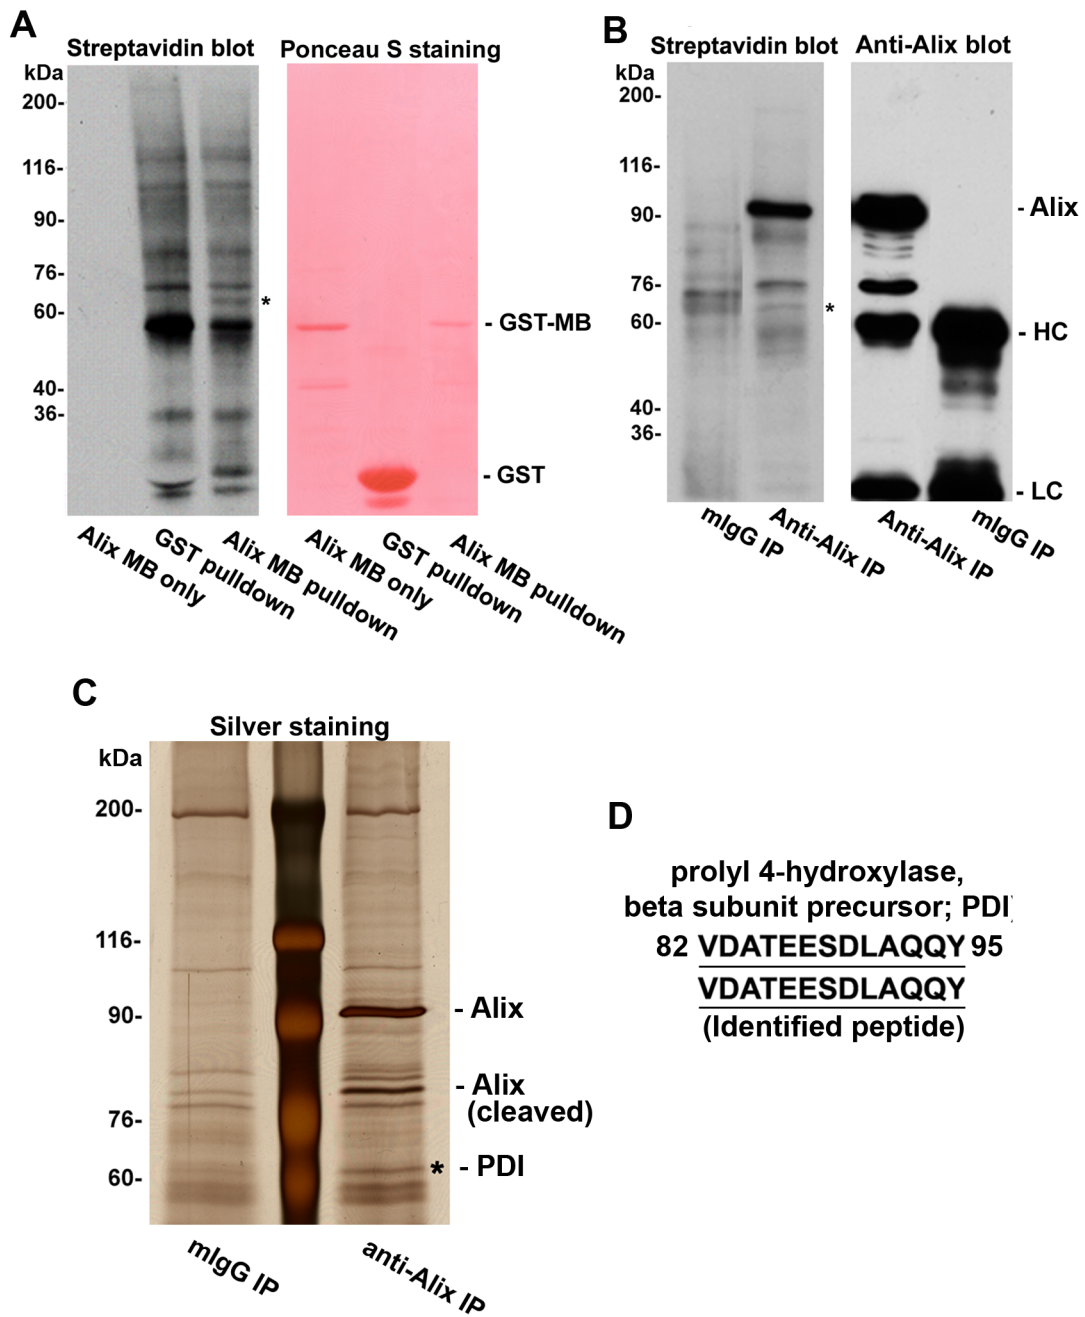 A
Streptavidin blot
Ponceau S staining
kDa
200-
116-
90-
76-
60-
40-
36-
*
- GST-MB
- GST
Alix MB only
GST pulldown
Alix MB pulldown
Alix MB only
GST pulldown
Alix MB pulldown
B
Streptavidin blot
Anti-Alix blot
kDa
200-
116-
90-
76-
60-
40-
36-
*
- Alix
- HC
- LC
mIgG IP
Anti-Alix IP
Anti-Alix IP
mIgG IP
C
Silver staining
kDa
200-
116-
90-
76-
60-
- Alix
- Alix
(cleaved)
* - PDI
mIgG IP
anti-Alix IP
D
prolyl 4-hydroxylase,
beta subunit precursor; PDI)
82 VDATEESDLAQQY 95
VDATEESDLAQQY
(Identified peptide)